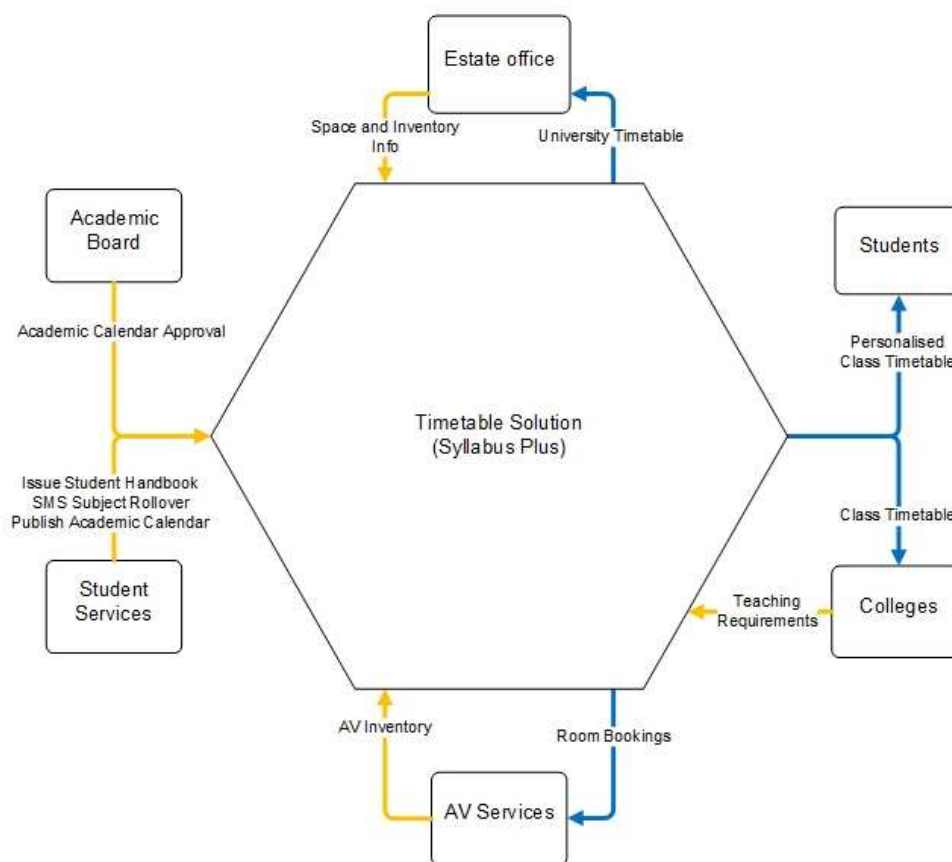 Estate office
Space and Inventory
Info
University Timetable
Academic
Board
Students
Academic Calendar Approval
Personalised
Class Timetable
Timetable Solution
(Syllabus Plus)
Issue Student Handbook
SMS Subject Rollover
Publish Academic Calendar
Class Timetable
Student
Services
Teaching
Requirements
Colleges
AV Inventory
Room Bookings
AV Services